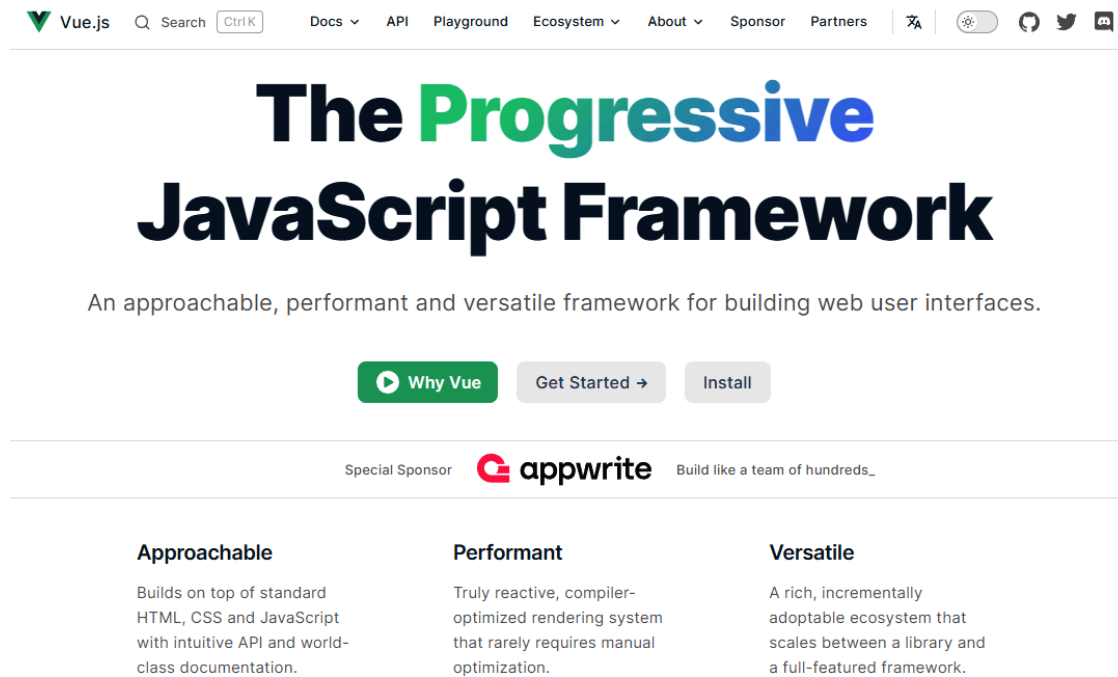 Vue.js Search Ctrl K Docs API Playground Ecosystem About Sponsor Partners
The Progressive
JavaScript Framework
An approachable, performant and versatile framework for building web user interfaces.
Why Vue Get Started → Install
Special Sponsor appwrite Build like a team of hundreds_
Approachable
Builds on top of standard
HTML, CSS and JavaScript
with intuitive API and world-
class documentation.
Performant
Truly reactive, compiler-
optimized rendering system
that rarely requires manual
optimization.
Versatile
A rich, incrementally
adoptable ecosystem that
scales between a library and
a full-featured framework.